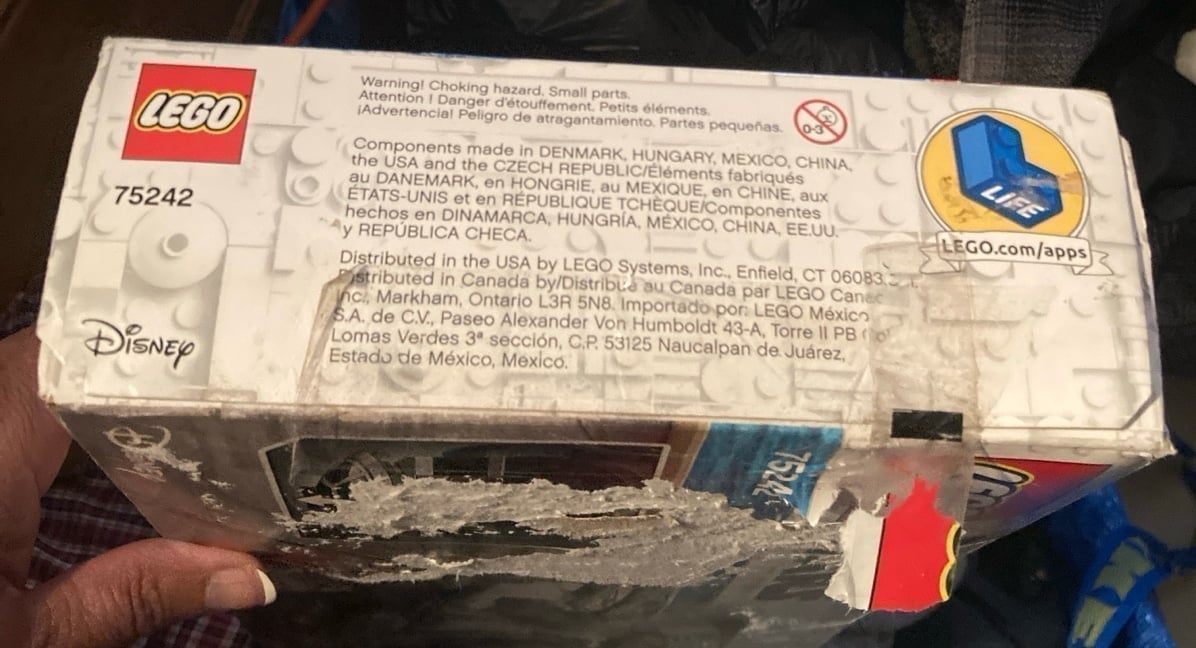 LEGO
75242
Disney
Warning! Choking hazard. Small parts.
Attention ! Danger d'étouffement. Petits éléments.
¡Advertencia! Peligro de atragantamiento. Partes pequeñas.
0-3
Components made in DENMARK, HUNGARY, MEXICO, CHINA,
the USA and the CZECH REPUBLIC/Éléments fabriqués
au DANEMARK, en HONGRIE, au MEXIQUE, en CHINE, aux
ÉTATS-UNIS et en RÉPUBLIQUE TCHÈQUE/Componentes
hechos en DINAMARCA, HUNGRÍA, MÉXICO, CHINA, EE.UU.
y REPÚBLICA CHECA.
Distributed in the USA by LEGO Systems, Inc., Enfield, CT 06083.
Distributed in Canada by/Distribué au Canada par LEGO
Inc., Markham, Ontario L3R 5N8. Importado por: LEGO México
S.A. de C.V., Paseo Alexander Von Humboldt 43-A, Torre II PB
Lomas Verdes 3ª sección, C.P. 53125 Naucalpan de Juárez,
Estado de México, Mexico.
LIFE
LEGO.com/apps
75242